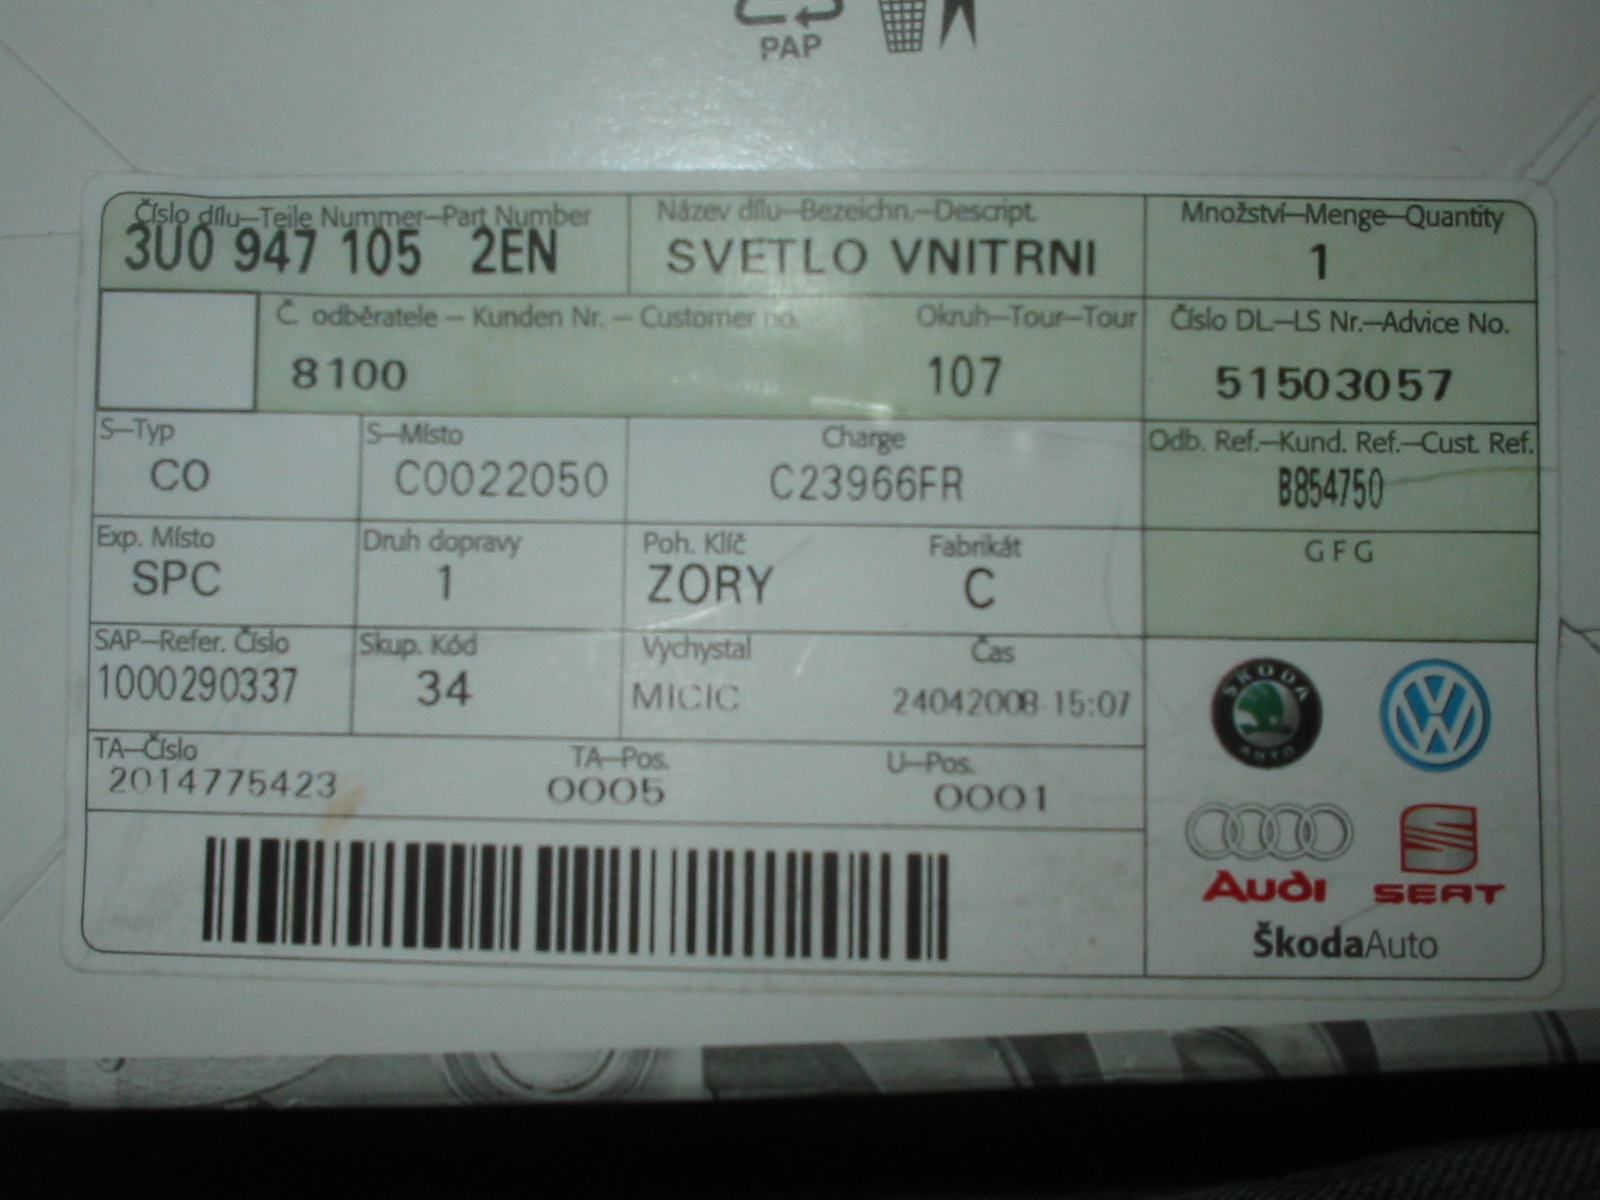 PAP
Číslo dílu—Teile Nummer—Part Number
3U0 947 105 2EN
Název dílu—Bezeichn.—Descript.
SVETLO VNITRNI
Množství—Menge—Quantity
1
Č. odběratele — Kunden Nr. — Customer no.
8100
Okruh—Tour—Tour
107
Číslo DL—LS Nr.—Advice No.
51503057
S—Typ
CO
S—Místo
C0022050
Charge
C23966FR
Odb. Ref.—Kund. Ref.—Cust. Ref.
B854750
Exp. Místo
SPC
Druh dopravy
1
Poh. Klíč
ZORY
Fabrikát
C
GFG
SAP—Refer. Číslo
1000290337
Skup. Kód
34
Vychystal
MICIC
Čas
24042008 15:07
TA—Číslo
2014775423
TA—Pos.
0005
U—Pos.
0001
ŠKODA
AUTO
Audi
SEAT
ŠkodaAuto